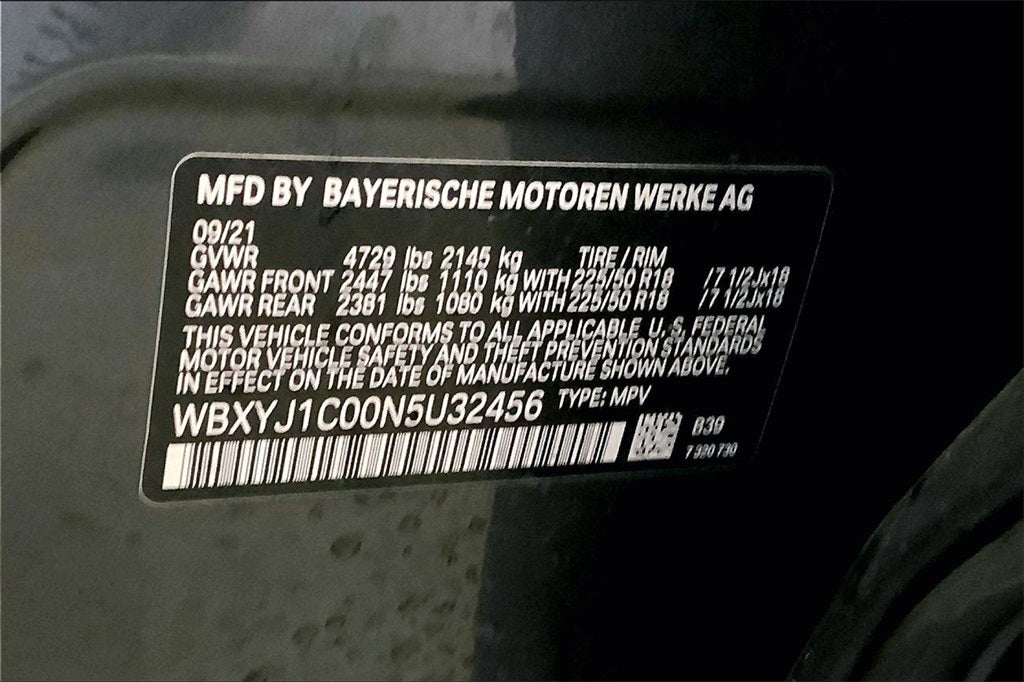 MFD BY BAYERISCHE MOTOREN WERKE AG
09/21
GVWR 4729 lbs 2145 kg TIRE / RIM
GAWR FRONT 2447 lbs 1110 kg WITH 225/50 R18 /7 1/2Jx18
GAWR REAR 2381 lbs 1080 kg WITH 225/50 R18 /7 1/2Jx18
THIS VEHICLE CONFORMS TO ALL APPLICABLE U. S. FEDERAL
MOTOR VEHICLE SAFETY AND THEFT PREVENTION STANDARDS
IN EFFECT ON THE DATE OF MANUFACTURE SHOWN ABOVE.
WBXYJ1C00N5U32456 TYPE: MPV
B39